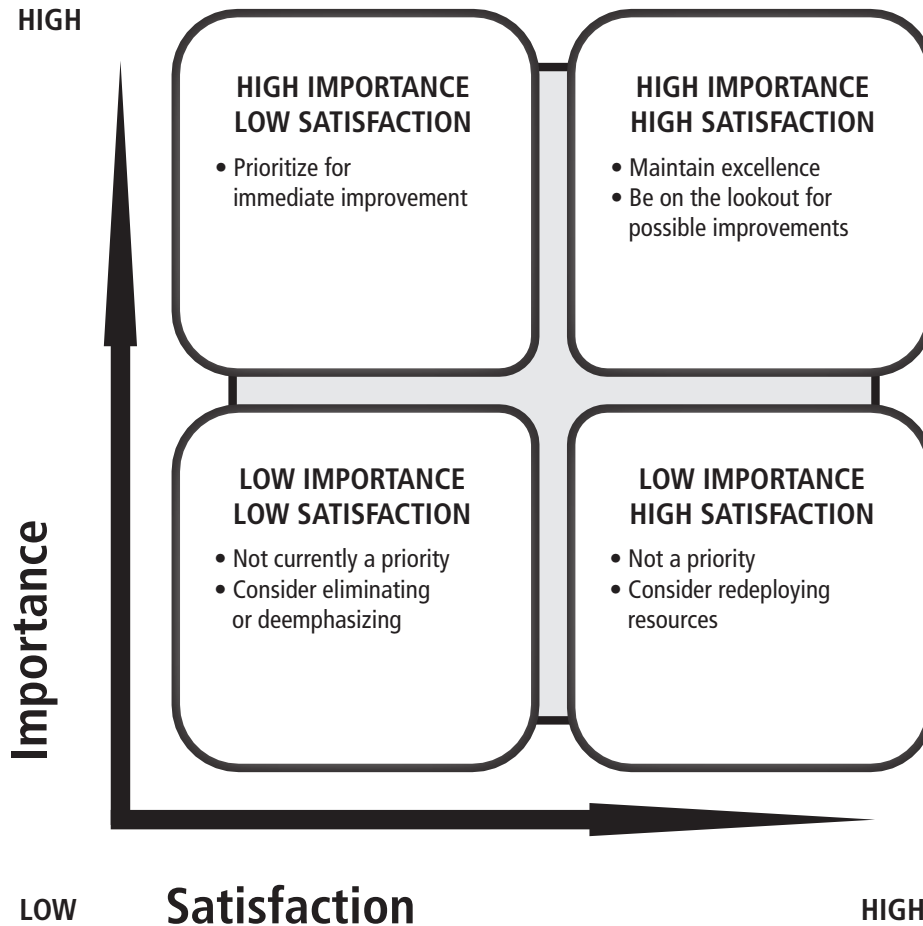 HIGH
HIGH IMPORTANCE
LOW SATISFACTION
• Prioritize for
immediate improvement
HIGH IMPORTANCE
HIGH SATISFACTION
• Maintain excellence
• Be on the lookout for
possible improvements
LOW IMPORTANCE
LOW SATISFACTION
• Not currently a priority
• Consider eliminating
or deemphasizing
LOW IMPORTANCE
HIGH SATISFACTION
• Not a priority
• Consider redeploying
resources
Importance
LOW
Satisfaction
HIGH